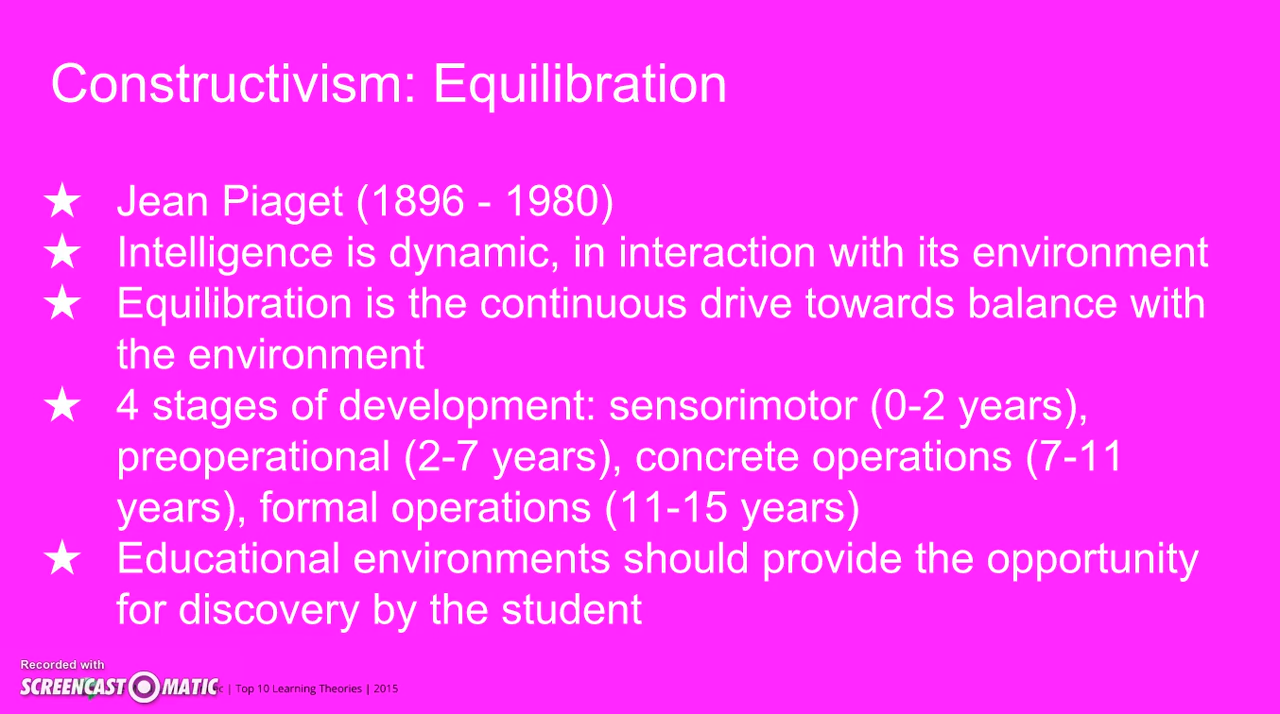 Constructivism: Equilibration
★ Jean Piaget (1896 - 1980)
★ Intelligence is dynamic, in interaction with its environment
★ Equilibration is the continuous drive towards balance with
the environment
★ 4 stages of development: sensorimotor (0-2 years),
preoperational (2-7 years), concrete operations (7-11
years), formal operations (11-15 years)
★ Educational environments should provide the opportunity
for discovery by the student
Recorded with
SCREENCAST-O-MATIC
| Top 10 Learning Theories | 2015